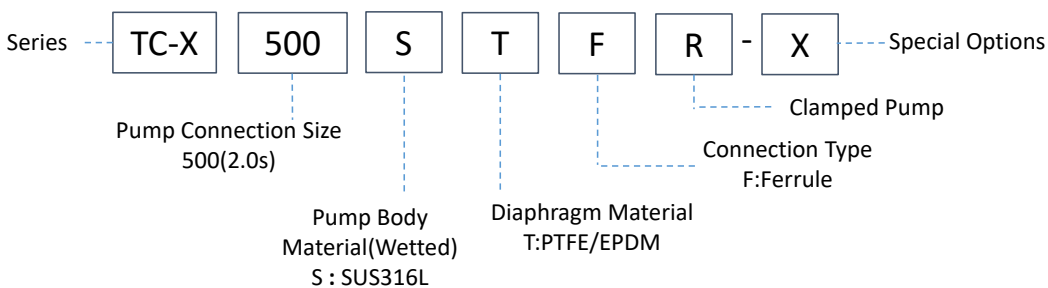 Series TC-X 500 S T F R - X Special Options
Clamped Pump
Pump Connection Size
500(2.0s)
Connection Type
F:Ferrule
Pump Body
Material(Wetted)
S : SUS316L
Diaphragm Material
T:PTFE/EPDM